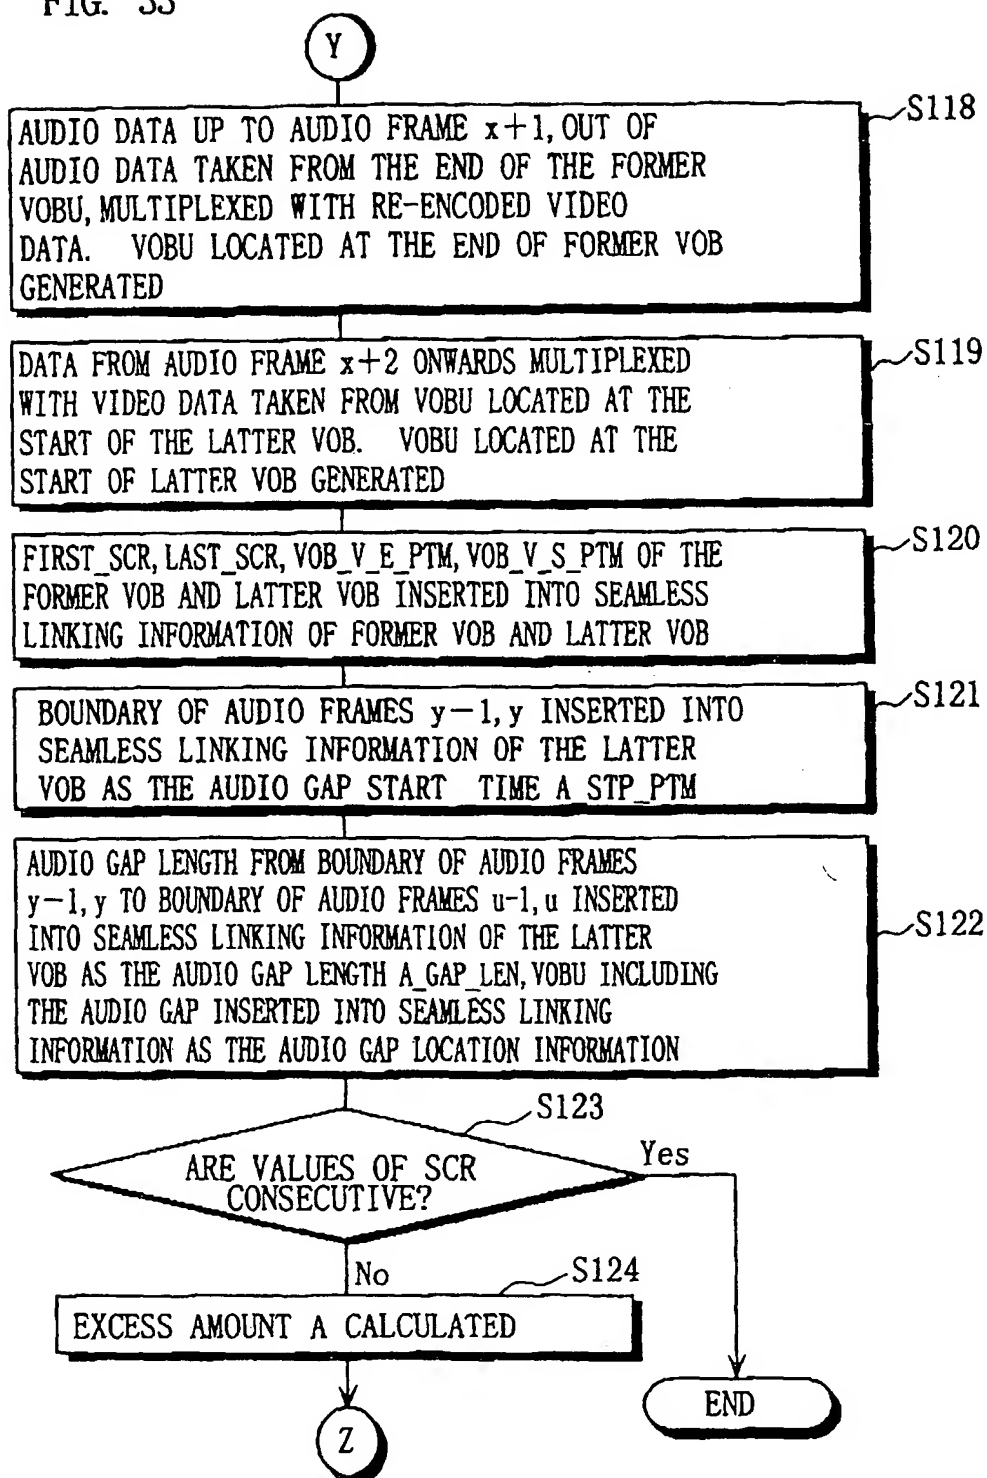 FIG. 33
Y
S118
AUDIO DATA UP TO AUDIO FRAME x+1, OUT OF
AUDIO DATA TAKEN FROM THE END OF THE FORMER
VOBU, MULTIPLEXED WITH RE-ENCODED VIDEO
DATA. VOBU LOCATED AT THE END OF FORMER VOB
GENERATED
S119
DATA FROM AUDIO FRAME x+2 ONWARDS MULTIPLEXED
WITH VIDEO DATA TAKEN FROM VOBU LOCATED AT THE
START OF THE LATTER VOB. VOBU LOCATED AT THE
START OF LATTER VOB GENERATED
S120
FIRST_SCR, LAST_SCR, VOB_V_E_PTM, VOB_V_S_PTM OF THE
FORMER VOB AND LATTER VOB INSERTED INTO SEAMLESS
LINKING INFORMATION OF FORMER VOB AND LATTER VOB
S121
BOUNDARY OF AUDIO FRAMES y-1, y INSERTED INTO
SEAMLESS LINKING INFORMATION OF THE LATTER
VOB AS THE AUDIO GAP START TIME A STP_PTM
S122
AUDIO GAP LENGTH FROM BOUNDARY OF AUDIO FRAMES
y-1, y TO BOUNDARY OF AUDIO FRAMES u-1, u INSERTED
INTO SEAMLESS LINKING INFORMATION OF THE LATTER
VOB AS THE AUDIO GAP LENGTH A_GAP_LEN, VOBU INCLUDING
THE AUDIO GAP INSERTED INTO SEAMLESS LINKING
INFORMATION AS THE AUDIO GAP LOCATION INFORMATION
S123
ARE VALUES OF SCR
CONSECUTIVE?
Yes
No
S124
EXCESS AMOUNT A CALCULATED
END
Z